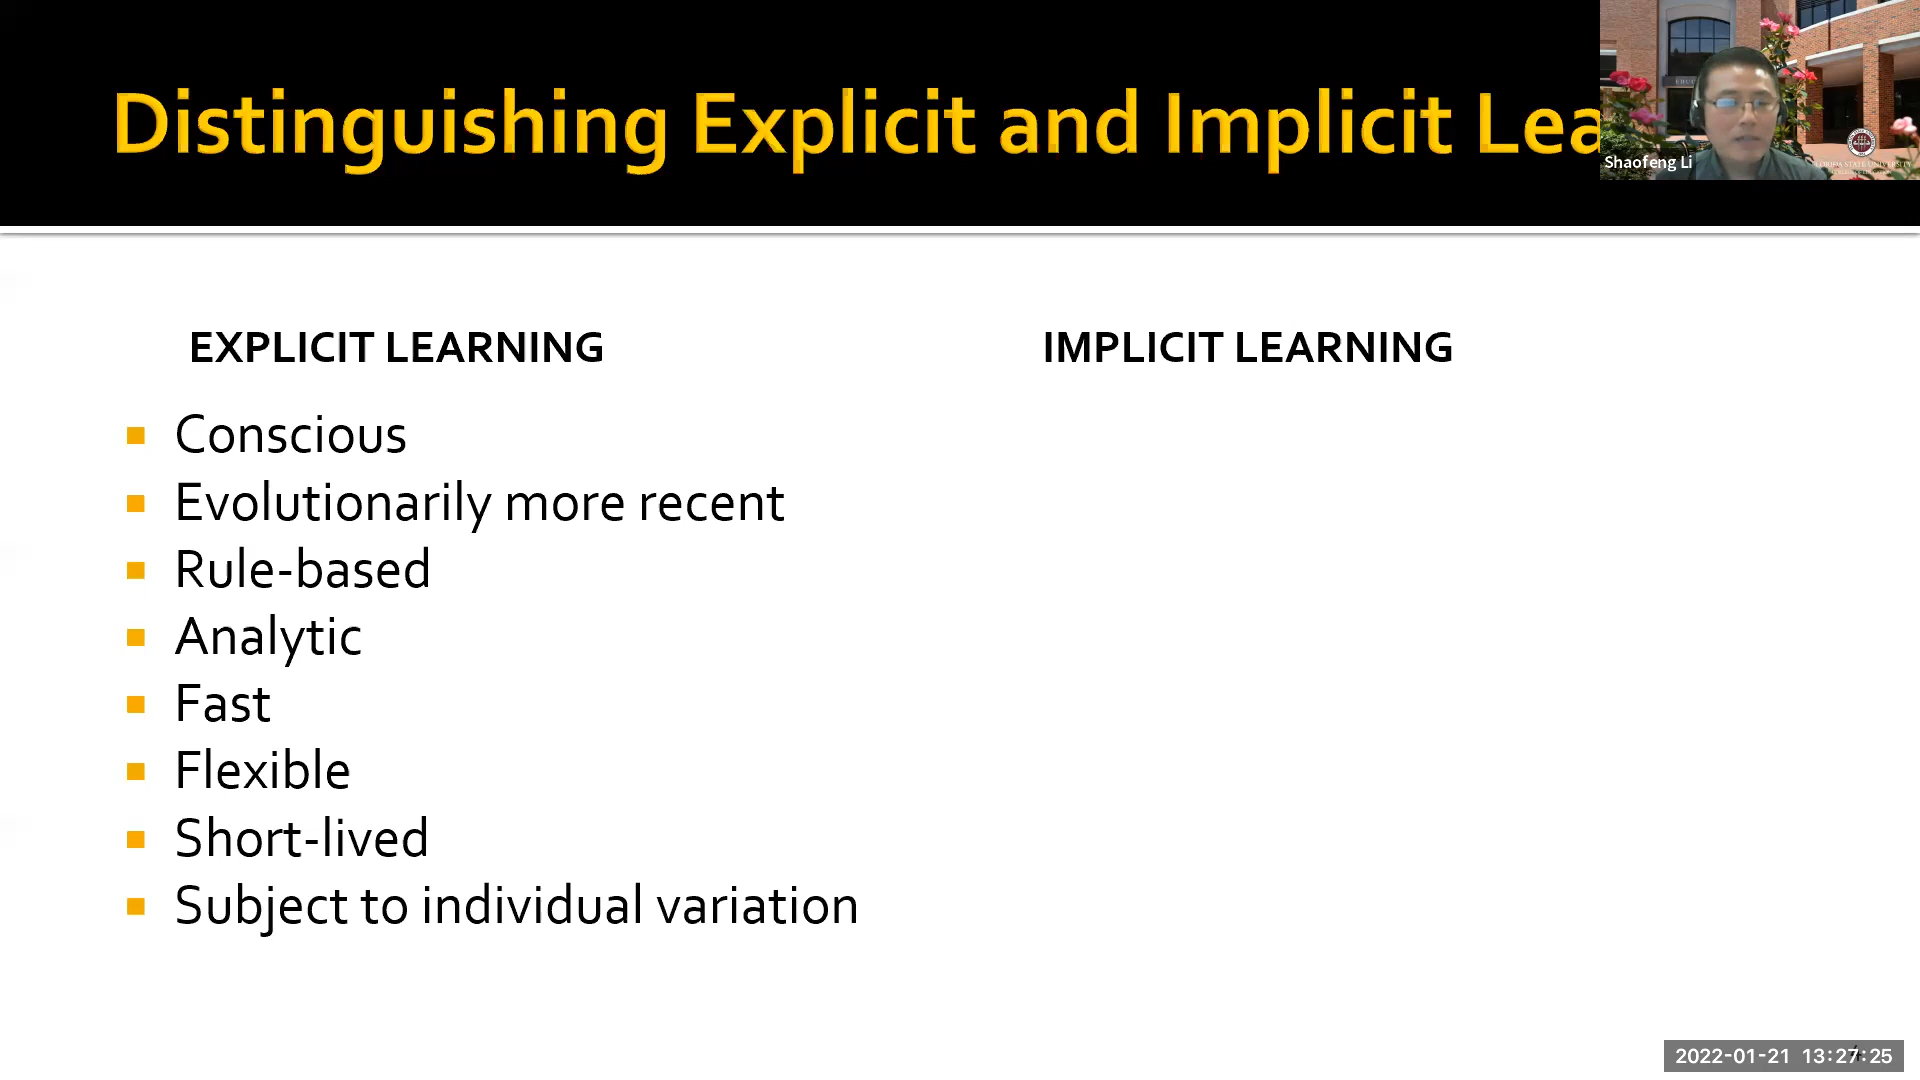 Distinguishing Explicit and Implicit Lea
Shaofeng Li
EXPLICIT LEARNING
IMPLICIT LEARNING
Conscious
Evolutionarily more recent
Rule-based
Analytic
Fast
Flexible
Short-lived
Subject to individual variation
2022-01-21 13:27:25